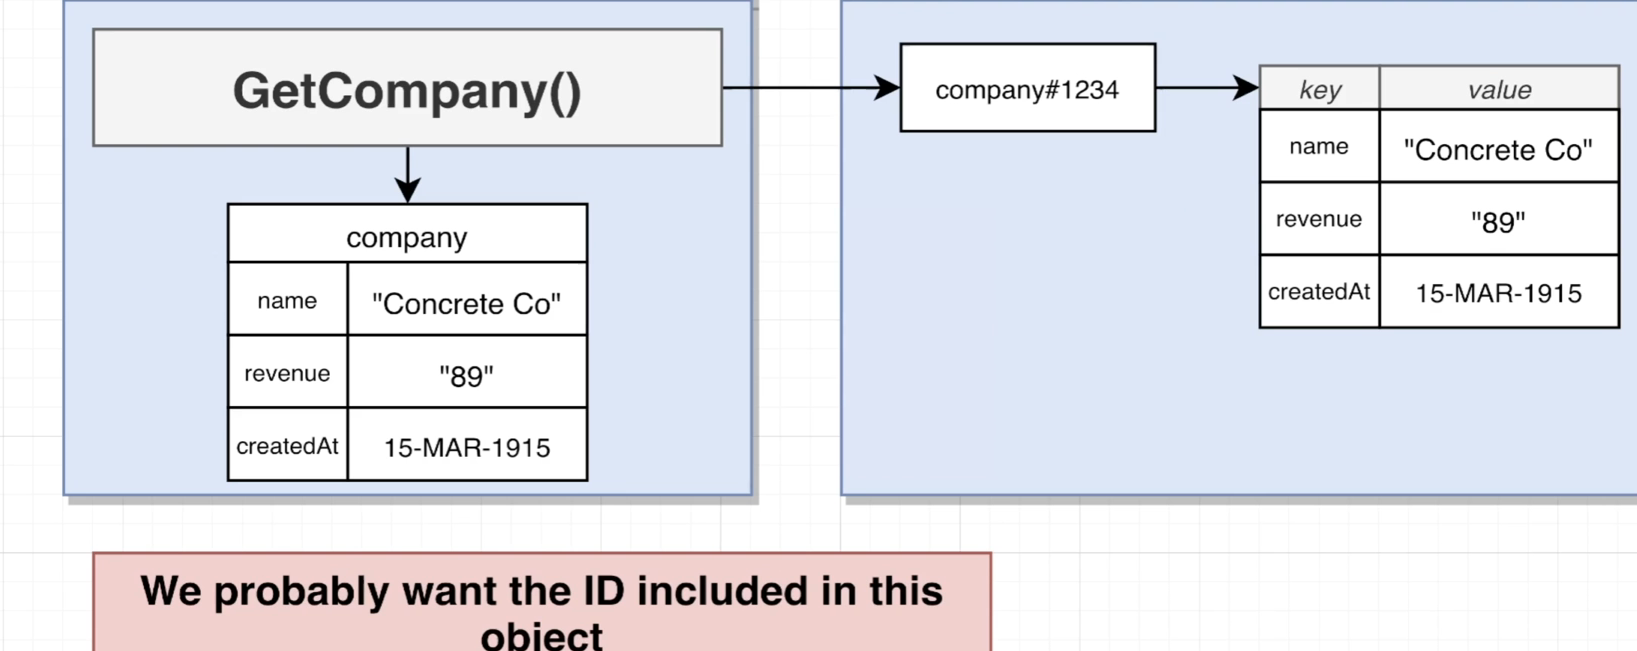 GetCompany()
company
name "Concrete Co"
revenue "89"
createdAt 15-MAR-1915
company#1234
key value
name "Concrete Co"
revenue "89"
createdAt 15-MAR-1915
We probably want the ID included in this
object